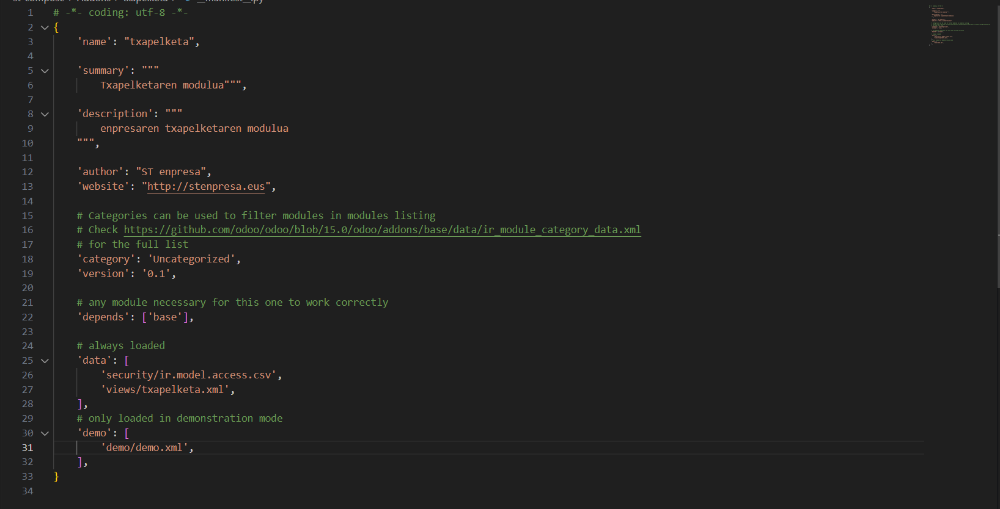 # -*- coding: utf-8 -*-
{
'name': "txapelketa",
'summary': """
Txapelketaren modulua""",
'description': """
enpresaren txapelketaren modulua
""",
'author': "ST enpresa",
'website': "http://stenpresa.eus",
# Categories can be used to filter modules in modules listing
# Check https://github.com/odoo/odoo/blob/15.0/odoo/addons/base/data/ir_module_category_data.xml
# for the full list
'category': 'Uncategorized',
'version': '0.1',
# any module necessary for this one to work correctly
'depends': ['base'],
# always loaded
'data': [
'security/ir.model.access.csv',
'views/txapelketa.xml',
],
# only loaded in demonstration mode
'demo': [
'demo/demo.xml',
],
}